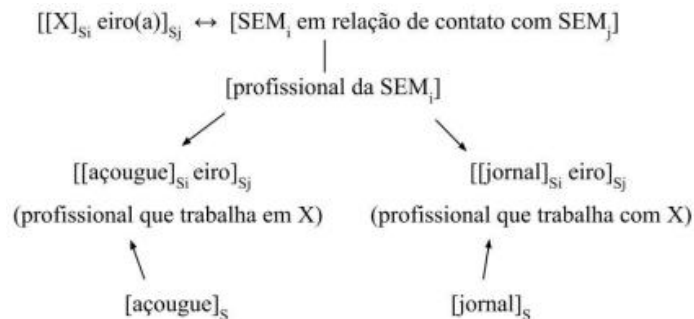 [[X]Si eiro(a)]Sj ↔ [SEMi em relação de contato com SEMj]
[profissional da SEMi]
[[açougue]Si eiro]Sj [[jornal]Si eiro]Sj
(profissional que trabalha em X) (profissional que trabalha com X)
[açougue]S [jornal]S